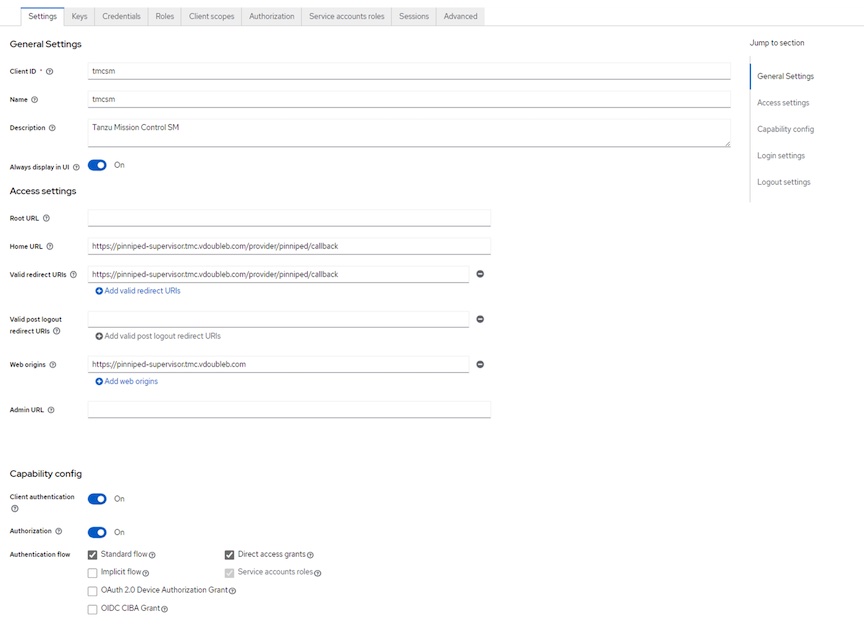 Settings Keys Credentials Roles Client scopes Authorization Service accounts roles Sessions Advanced
General Settings
Jump to section
Client ID * tmcsm
General Settings
Name tmcsm
Access settings
Description Tanzu Mission Control SM
Capability config
Login settings
Always display in UI On
Logout settings
Access settings
Root URL
Home URL https://pinniped-supervisor.tmc.vdoubleb.com/provider/pinniped/callback
Valid redirect URIs https://pinniped-supervisor.tmc.vdoubleb.com/provider/pinniped/callback
Add valid redirect URIs
Valid post logout
redirect URIs
Add valid post logout redirect URIs
Web origins https://pinniped-supervisor.tmc.vdoubleb.com
Add web origins
Admin URL
Capability config
Client authentication On
Authorization On
Authentication flow Standard flow Direct access grants
Implicit flow Service accounts roles
OAuth 2.0 Device Authorization Grant
OIDC CIBA Grant